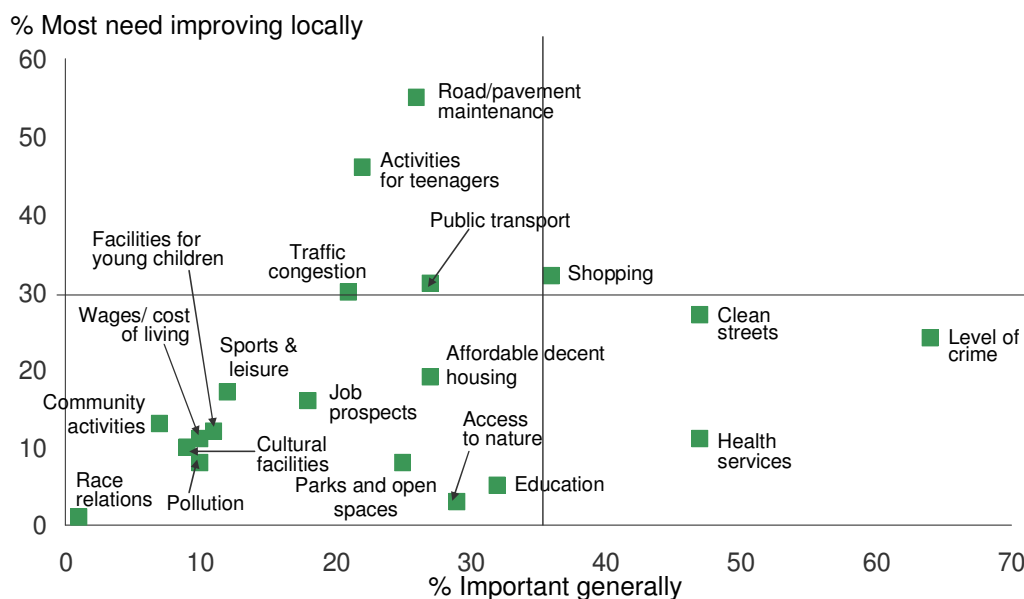 % Most need improving locally
60
50
40
30
20
10
0
Road/pavement
maintenance
Activities
for teenagers
Public transport
Facilities for
young children
Traffic
congestion
Shopping
Wages/ cost
of living
Clean
streets
Level of
crime
Sports &
leisure
Affordable decent
housing
Job
prospects
Community
activities
Access
to nature
Cultural
facilities
Health
services
Race
relations
Pollution
Parks and open
spaces
Education
0 10 20 30 40 50 60 70
% Important generally